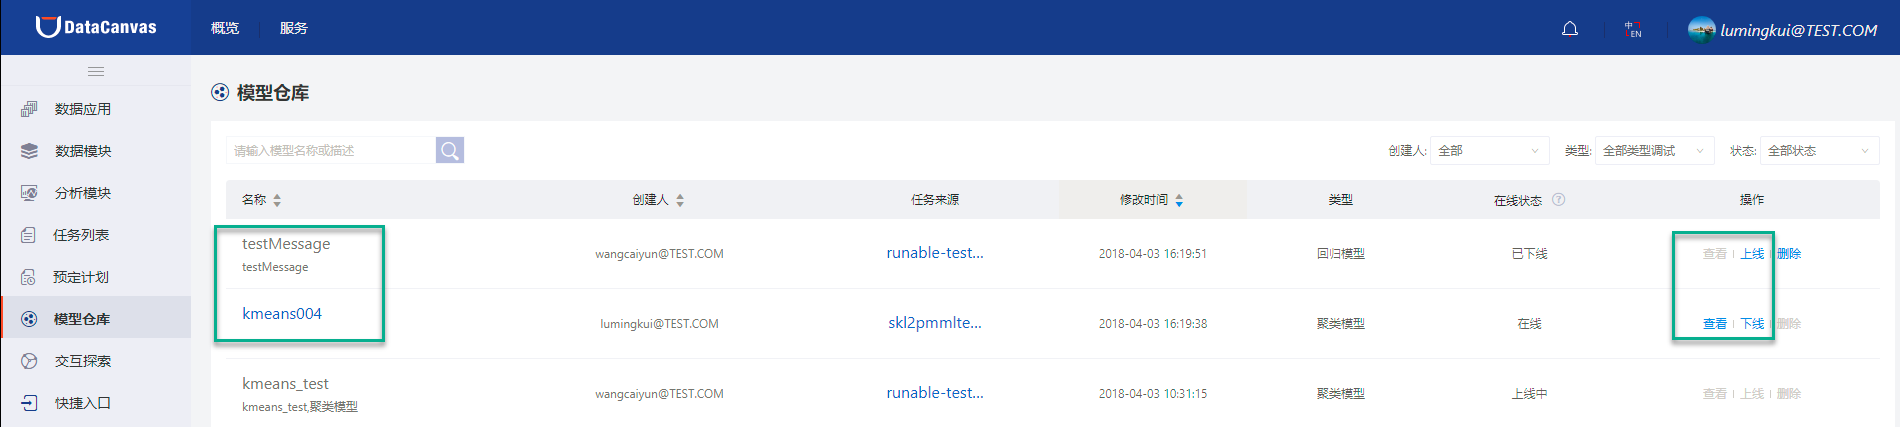 DataCanvas 概览 服务 中 EN lumingkui@TEST.COM
数据应用
数据模块
分析模块
任务列表
预定计划
模型仓库
交互探索
快捷入口
模型仓库
请输入模型名称或描述 创建人: 全部 类型: 全部类型调试 状态: 全部状态
名称 创建人 任务来源 修改时间 类型 在线状态 ? 操作
testMessage
testMessage
wangcaiyun@TEST.COM runable-test... 2018-04-03 16:19:51 回归模型 已下线 查看 上线 删除
kmeans004 lumingkui@TEST.COM skl2pmmlte... 2018-04-03 16:19:38 聚类模型 在线 查看 下线 删除
kmeans_test
kmeans_test,聚类模型
wangcaiyun@TEST.COM runable-test... 2018-04-03 10:31:15 聚类模型 上线中 查看 上线 删除